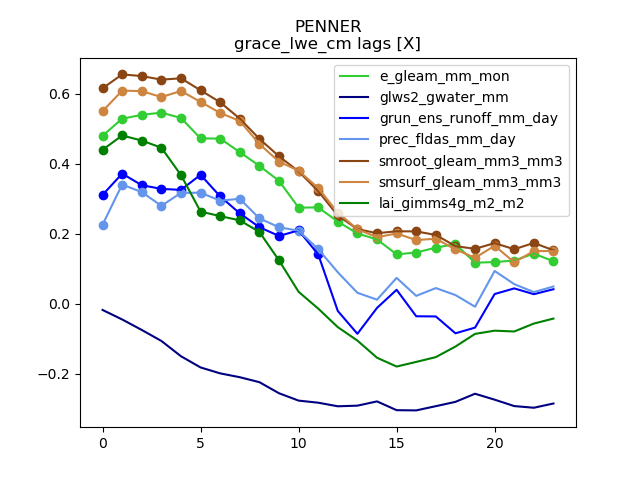 PENNER
grace_lwe_cm lags [X]
e_gleam_mm_mon
glws2_gwater_mm
grun_ens_runoff_mm_day
prec_fldas_mm_day
smroot_gleam_mm3_mm3
smsurf_gleam_mm3_mm3
lai_gimms4g_m2_m2
0.6
0.4
0.2
0.0
−0.2
0 5 10 15 20